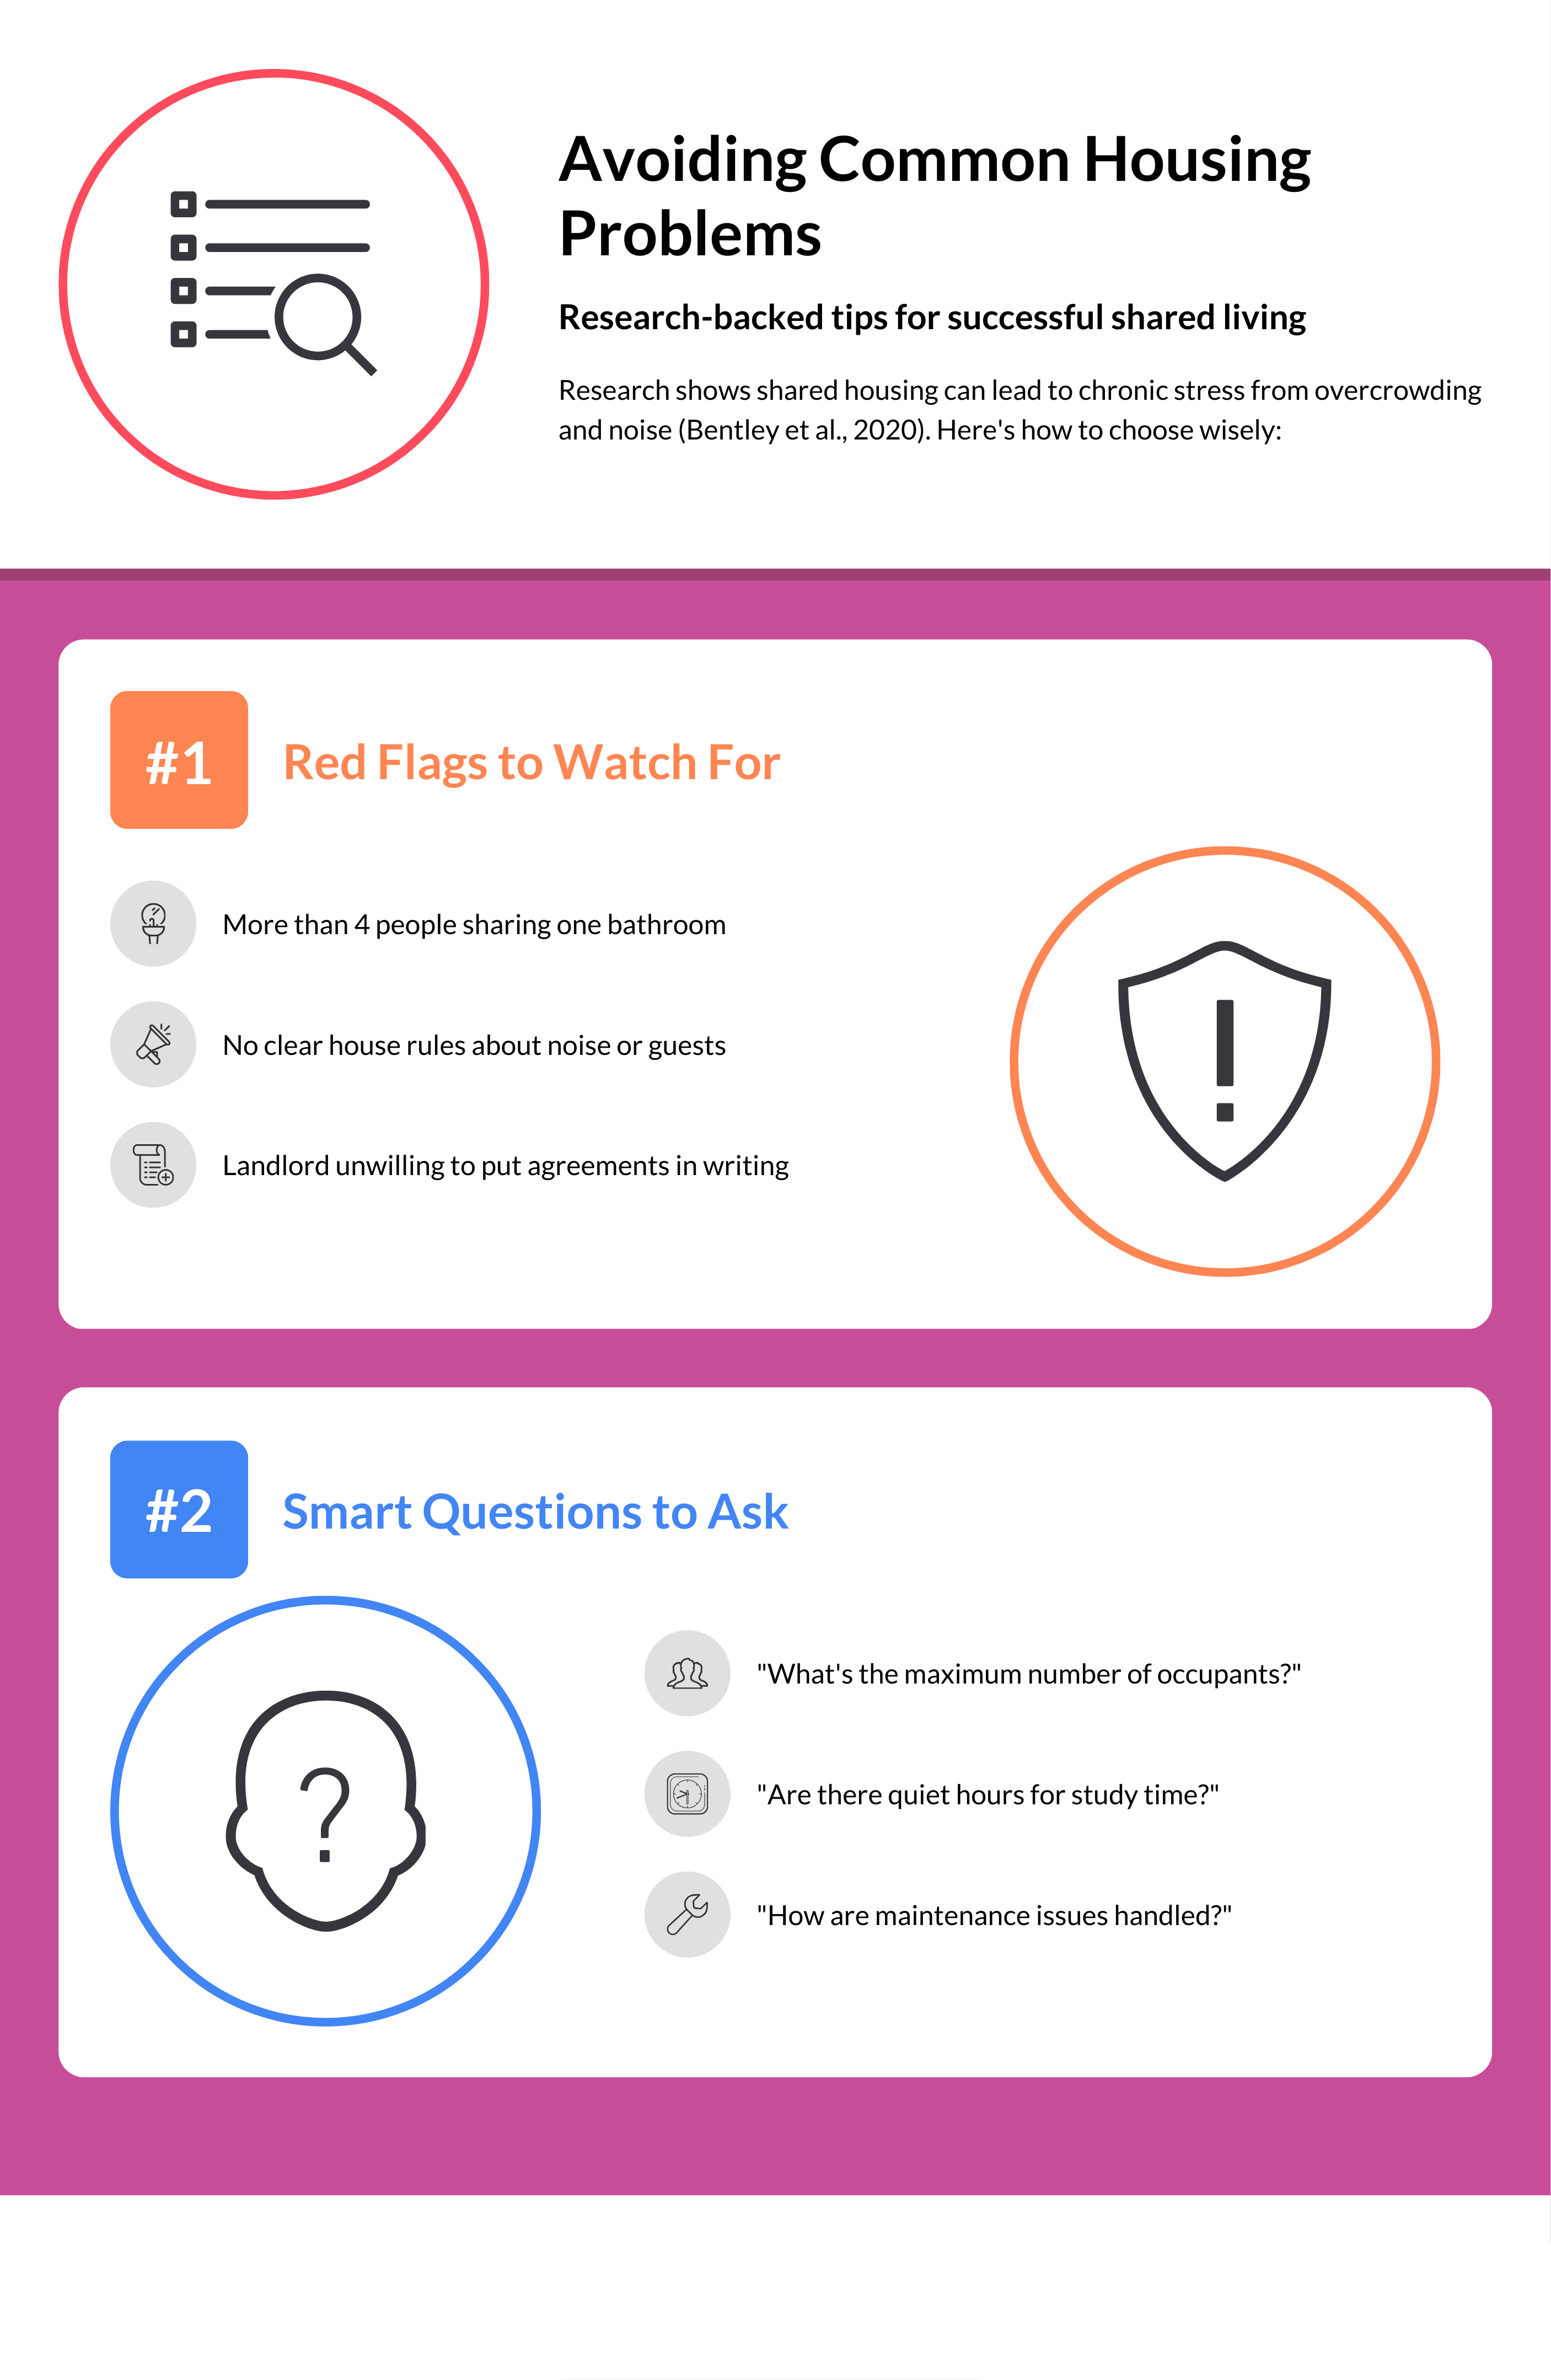 Avoiding Common Housing
Problems
Research-backed tips for successful shared living
Research shows shared housing can lead to chronic stress from overcrowding
and noise (Bentley et al., 2020). Here's how to choose wisely:
#1
Red Flags to Watch For
More than 4 people sharing one bathroom
No clear house rules about noise or guests
Landlord unwilling to put agreements in writing
#2
Smart Questions to Ask
"What's the maximum number of occupants?"
"Are there quiet hours for study time?"
"How are maintenance issues handled?"